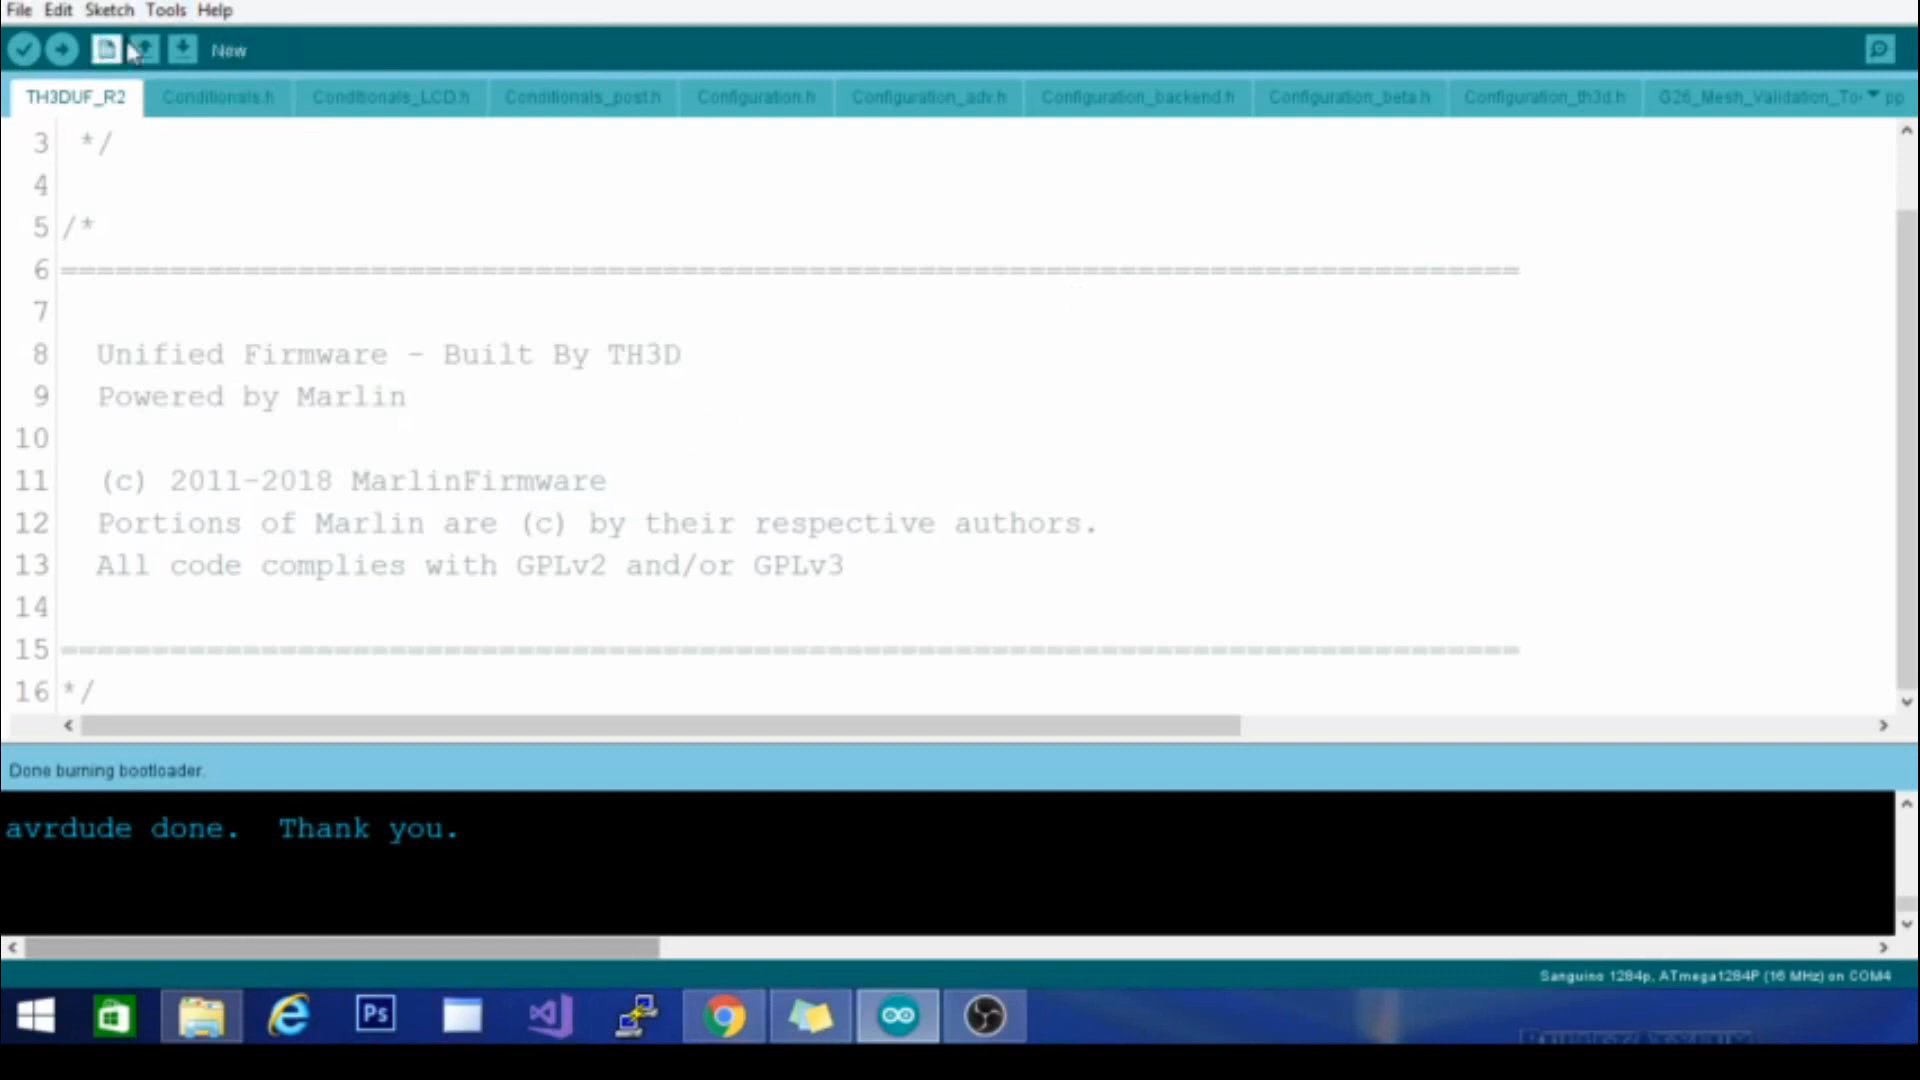 File Edit Sketch Tools Help
New
TH3DUF_R2 Conditionals.h Conditionals_LCD.h Conditionals_post.h Configuration.h Configuration_adv.h Configuration_backend.h Configuration_beta.h Configuration_th3d.h G26_Mesh_Validation_To pp
3 */
4
5 /*
6 ================================================================================
7
8 Unified Firmware - Built By TH3D
9 Powered by Marlin
10
11 (c) 2011-2018 MarlinFirmware
12 Portions of Marlin are (c) by their respective authors.
13 All code complies with GPLv2 and/or GPLv3
14
15 ================================================================================
16 */
Done burning bootloader.
avrdude done.  Thank you.
Sanguino 1284p, ATmega1284P (16 MHz) on COM4
Ps